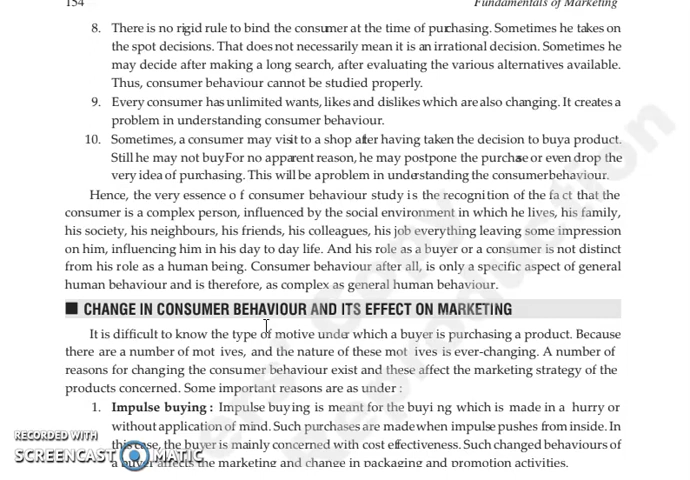 154 Fundamentals of Marketing
8. There is no rigid rule to bind the consumer at the time of purchasing. Sometimes he takes on
the spot decisions. That does not necessarily mean it is an irrational decision. Sometimes he
may decide after making a long search, after evaluating the various alternatives available.
Thus, consumer behaviour cannot be studied properly.
9. Every consumer has unlimited wants, likes and dislikes which are also changing. It creates a
problem in understanding consumer behaviour.
10. Sometimes, a consumer may visit to a shop after having taken the decision to buy a product.
Still he may not buy For no apparent reason, he may postpone the purchase or even drop the
very idea of purchasing. This will be a problem in understanding the consumer behaviour.
Hence, the very essence o f consumer behaviour study is the recognition of the fa ct that the
consumer is a complex person, influenced by the social environment in which he lives, his family,
his society, his neighbours, his friends, his colleagues, his job everything leaving some impression
on him, influencing him in his day to day life. And his role as a buyer or a consumer is not distinct
from his role as a human being. Consumer behaviour after all, is only a specific aspect of general
human behaviour and is therefore, as complex as general human behaviour.
CHANGE IN CONSUMER BEHAVIOUR AND ITS EFFECT ON MARKETING
It is difficult to know the type of motive under which a buyer is purchasing a product. Because
there are a number of mot ives, and the nature of these mot ives is ever-changing. A number of
reasons for changing the consumer behaviour exist and these affect the marketing strategy of the
products concerned. Some important reasons are as under :
1. Impulse buying : Impulse buying is meant for the buyi ng which is made in a hurry or
without application of mind. Such purchases are made when impulse pushes from inside. In
this case, the buyer is mainly concerned with cost effectiveness. Such changed behaviours of
a buyer affects the marketing and change in packaging and promotion activities.
RECORDED WITH
SCREENCAST MATIC